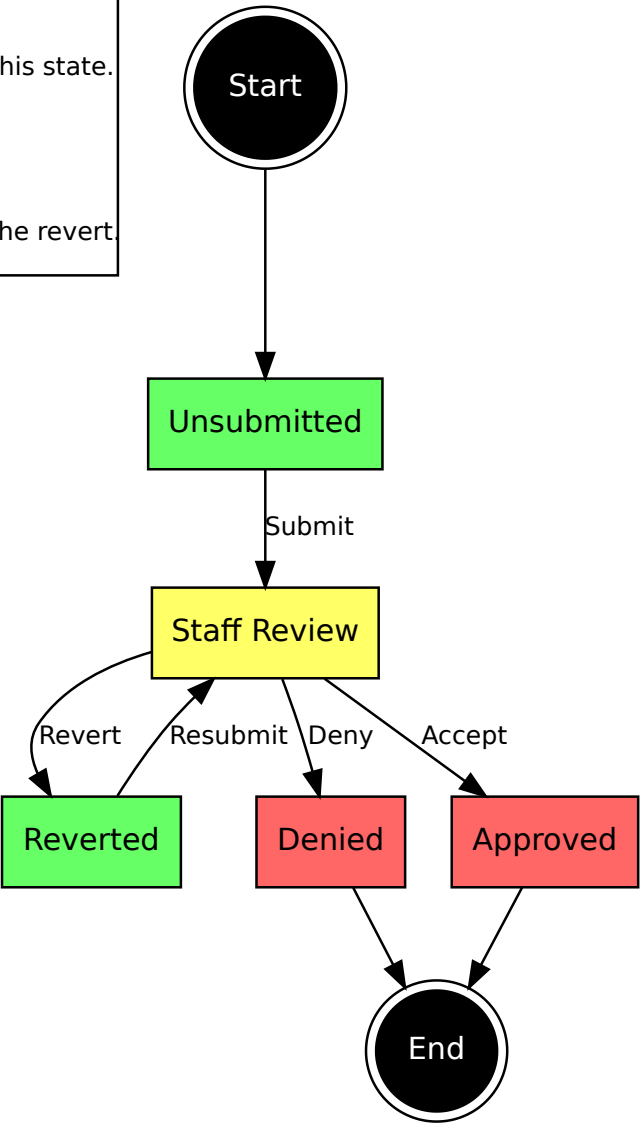 his state.
he revert.
Start
Unsubmitted
Submit
Staff Review
Revert
Resubmit
Deny
Accept
Reverted
Denied
Approved
End